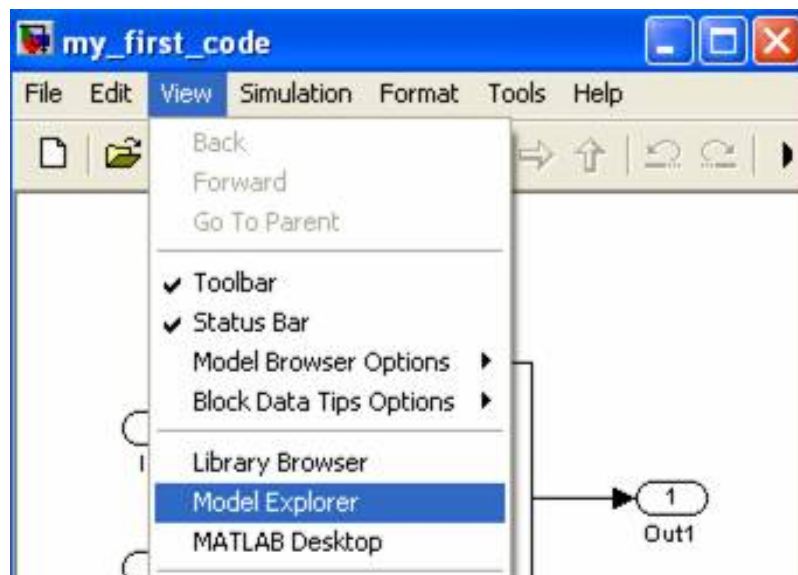 my_first_code
File Edit View Simulation Format Tools Help
Back
Forward
Go To Parent
Toolbar
Status Bar
Model Browser Options
Block Data Tips Options
Library Browser
Model Explorer
MATLAB Desktop
1
Out1